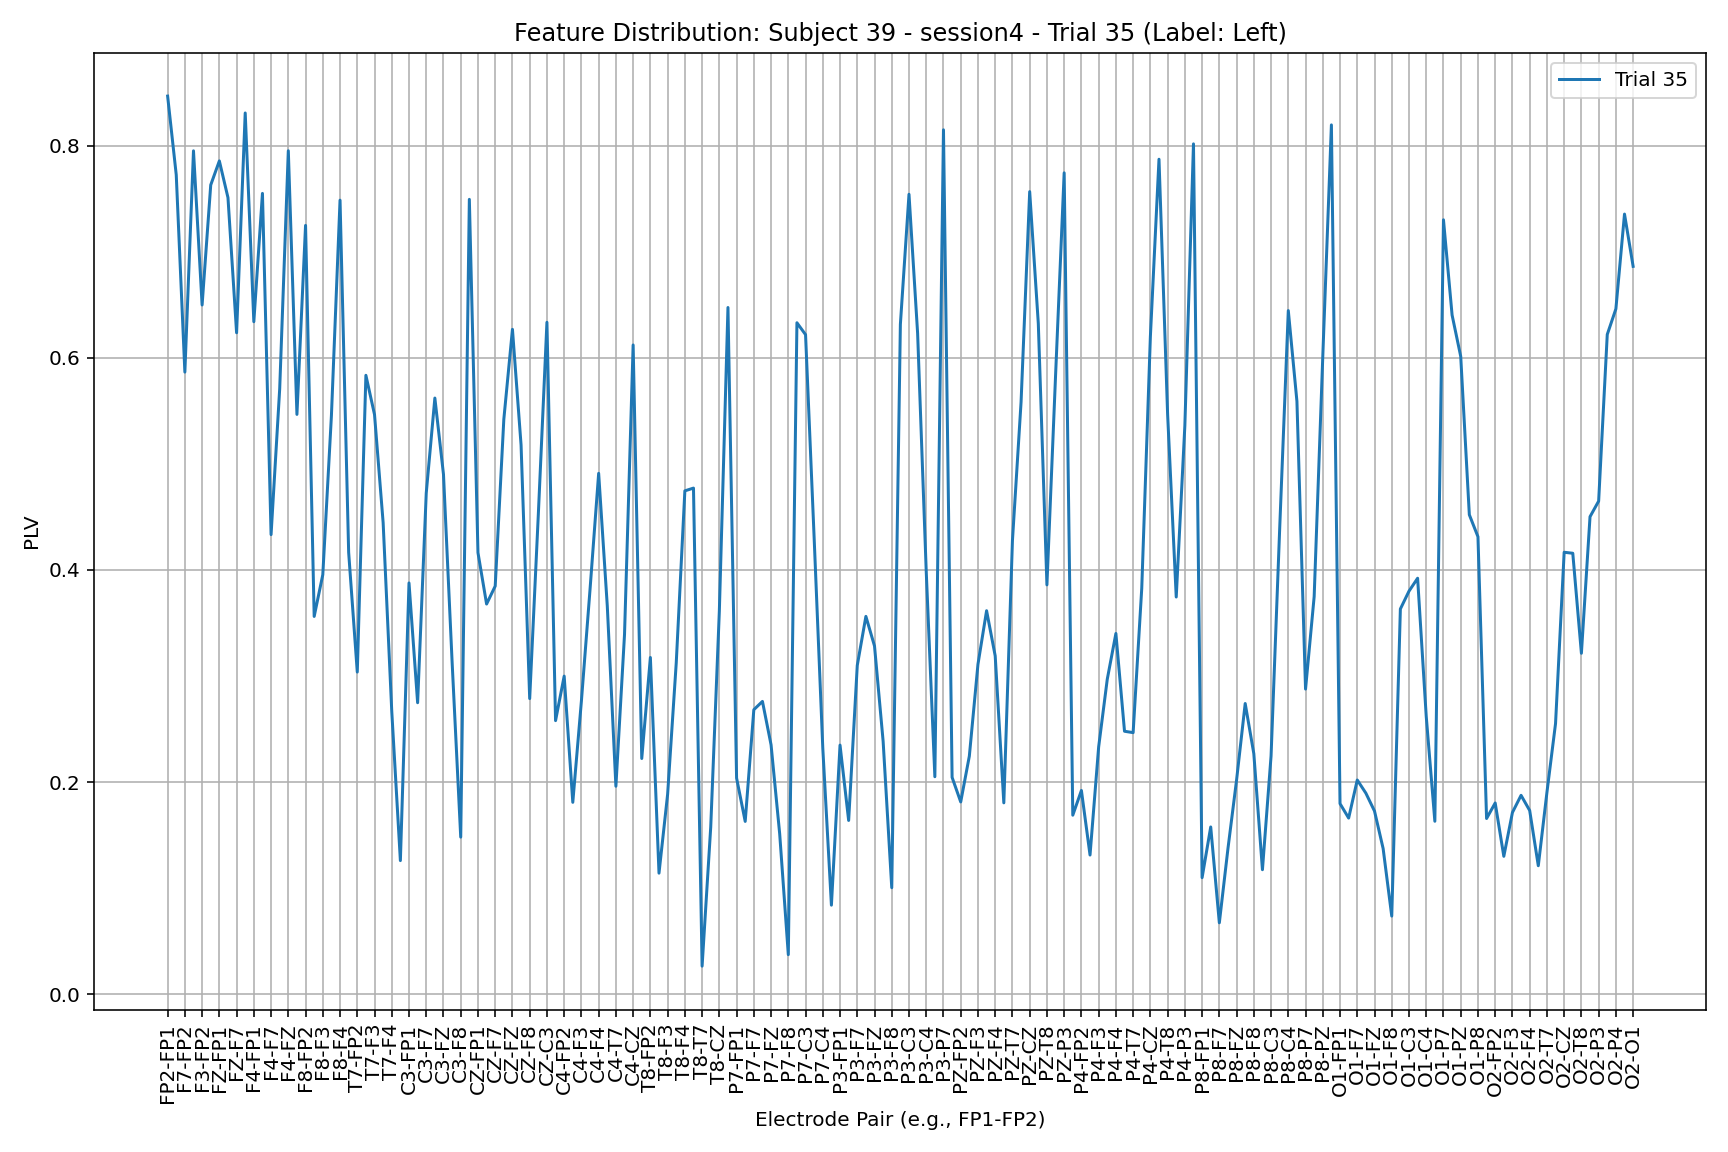 Feature Distribution: Subject 39 - session4 - Trial 35 (Label: Left)
Trial 35
PLV
0.8
0.6
0.4
0.2
0.0
FP2-FP1
F7-FP2
F3-FP2
FZ-FP1
FZ-F7
F4-FP1
F4-F7
F4-FZ
F8-FP2
F8-F3
F8-F4
T7-FP2
T7-F3
T7-F4
C3-FP1
C3-F7
C3-FZ
C3-F8
CZ-FP1
CZ-F7
CZ-FZ
CZ-F8
CZ-C3
C4-FP2
C4-F3
C4-F4
C4-T7
C4-CZ
T8-FP2
T8-F3
T8-F4
T8-T7
T8-CZ
P7-FP1
P7-F7
P7-FZ
P7-F8
P7-C3
P7-C4
P3-FP1
P3-F7
P3-FZ
P3-F8
P3-C3
P3-C4
P3-P7
PZ-FP2
PZ-F3
PZ-F4
PZ-T7
PZ-CZ
PZ-T8
PZ-P3
P4-FP2
P4-F3
P4-F4
P4-T7
P4-CZ
P4-T8
P4-P3
P8-FP1
P8-F7
P8-FZ
P8-F8
P8-C3
P8-C4
P8-P7
P8-PZ
O1-FP1
O1-F7
O1-FZ
O1-F8
O1-C3
O1-C4
O1-P7
O1-PZ
O1-P8
O2-FP2
O2-F3
O2-F4
O2-T7
O2-CZ
O2-T8
O2-P3
O2-P4
O2-O1
Electrode Pair (e.g., FP1-FP2)